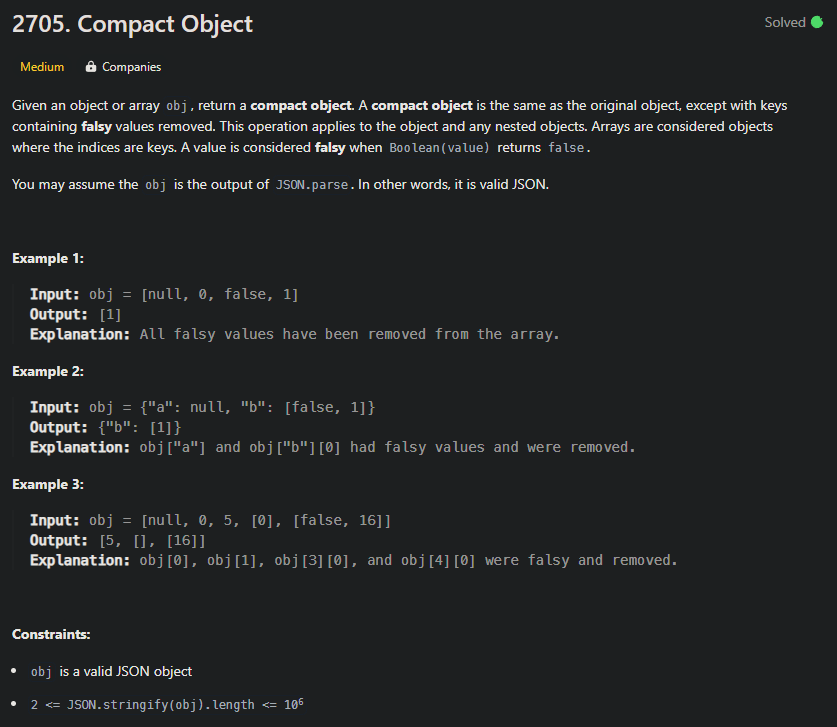 2705. Compact Object
Solved
Medium Companies
Given an object or array obj, return a compact object. A compact object is the same as the original object, except with keys
containing falsy values removed. This operation applies to the object and any nested objects. Arrays are considered objects
where the indices are keys. A value is considered falsy when Boolean(value) returns false.
You may assume the obj is the output of JSON.parse. In other words, it is valid JSON.
Example 1:
Input: obj = [null, 0, false, 1]
Output: [1]
Explanation: All falsy values have been removed from the array.
Example 2:
Input: obj = {"a": null, "b": [false, 1]}
Output: {"b": [1]}
Explanation: obj["a"] and obj["b"][0] had falsy values and were removed.
Example 3:
Input: obj = [null, 0, 5, [0], [false, 16]]
Output: [5, [], [16]]
Explanation: obj[0], obj[1], obj[3][0], and obj[4][0] were falsy and removed.
Constraints:
• obj is a valid JSON object
• 2 <= JSON.stringify(obj).length <= 10⁶